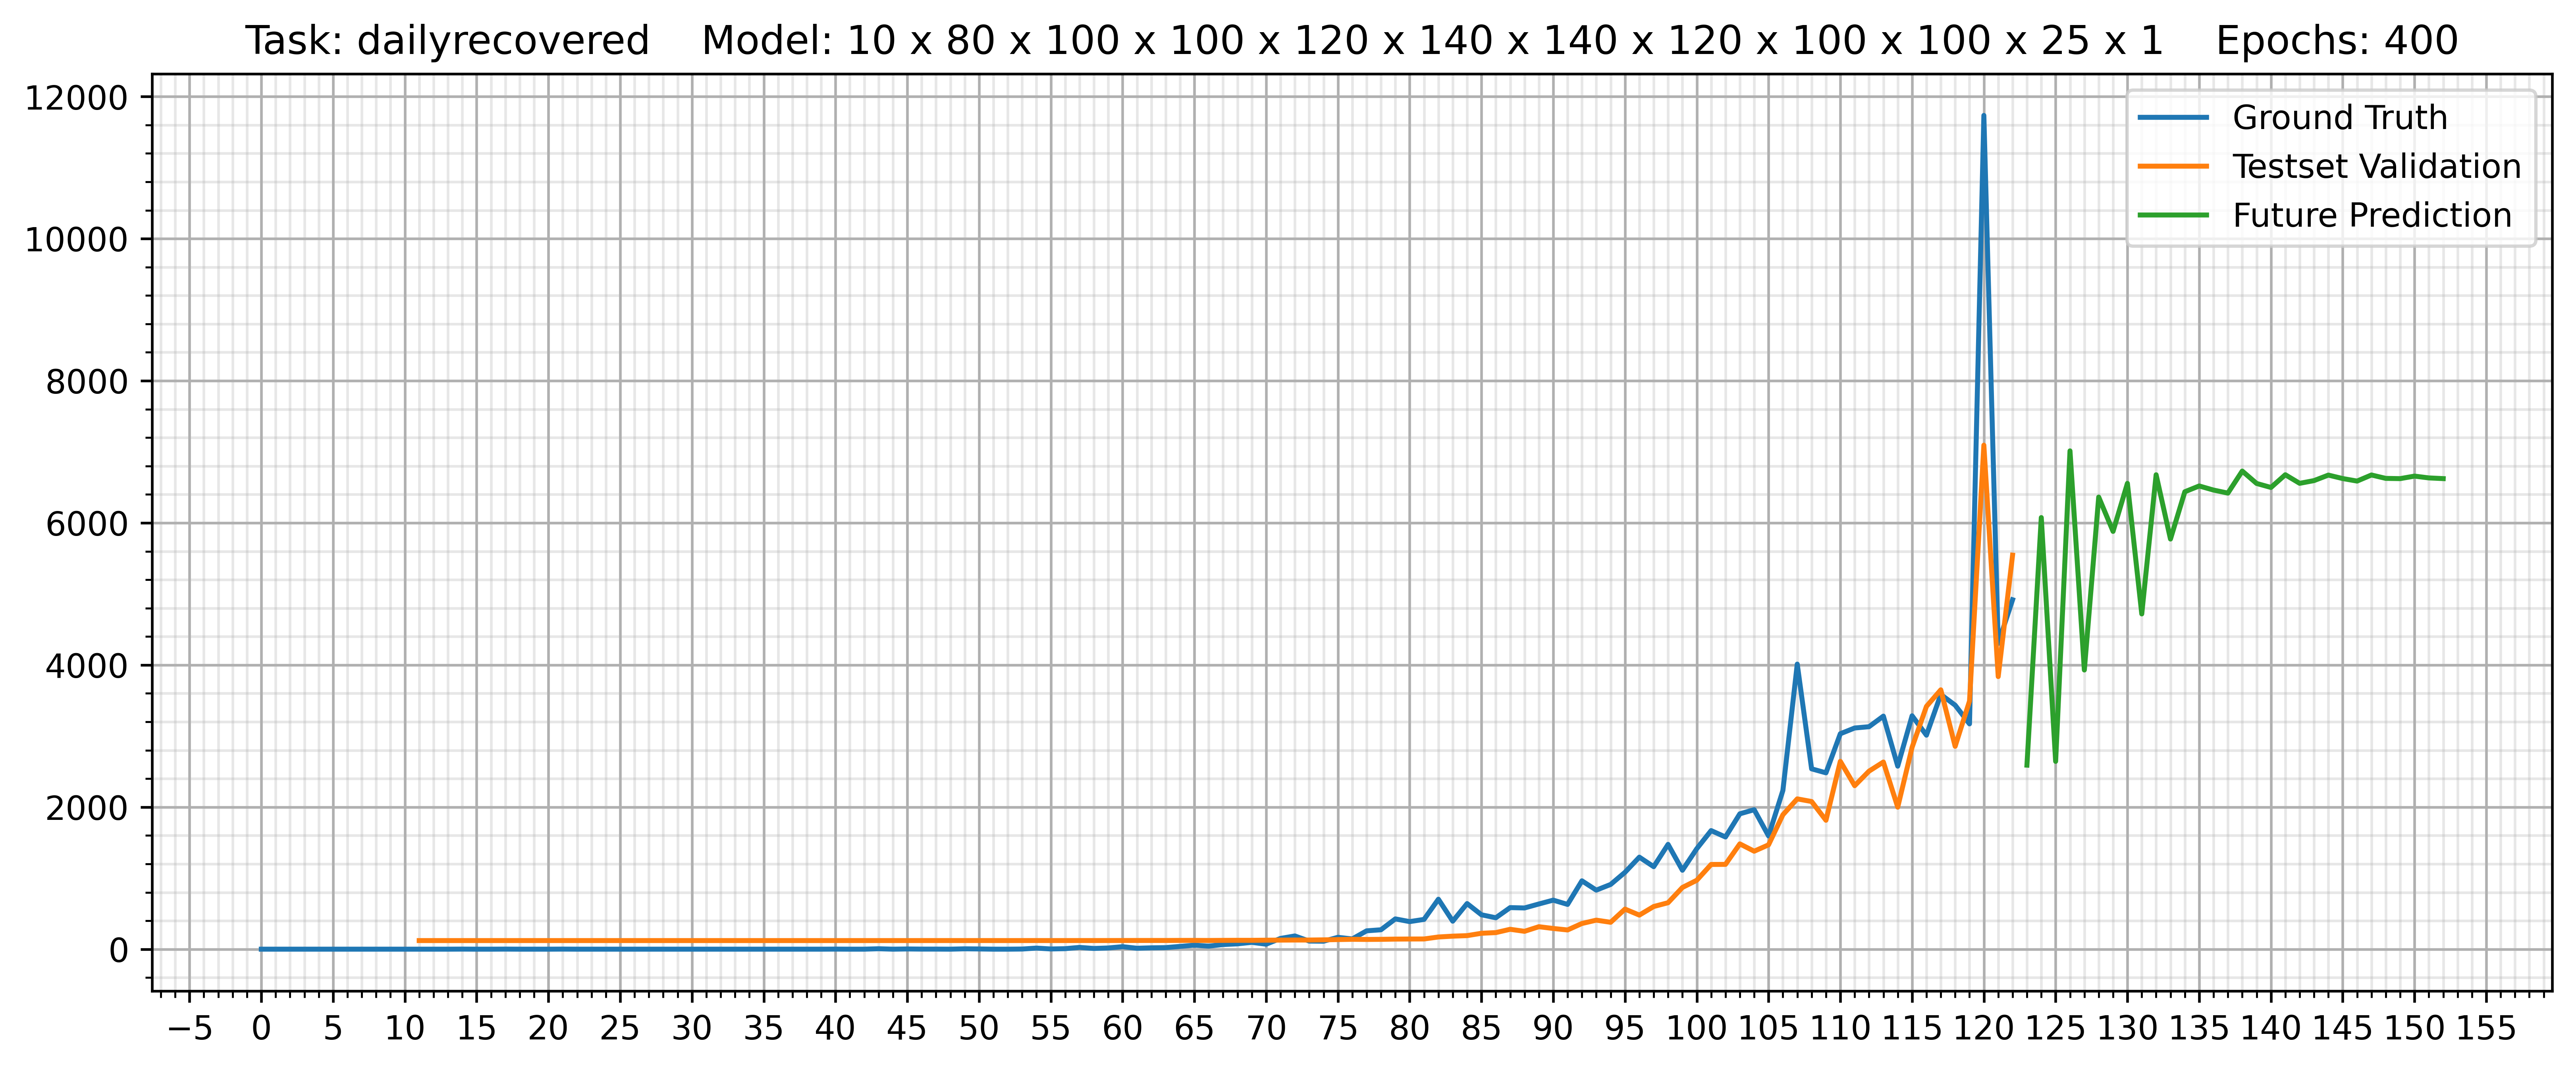 Task: dailyrecovered    Model: 10 x 80 x 100 x 100 x 120 x 140 x 140 x 120 x 100 x 100 x 25 x 1    Epochs: 400
12000
10000
8000
6000
4000
2000
0
Ground Truth
Testset Validation
Future Prediction
−5 0 5 10 15 20 25 30 35 40 45 50 55 60 65 70 75 80 85 90 95 100 105 110 115 120 125 130 135 140 145 150 155